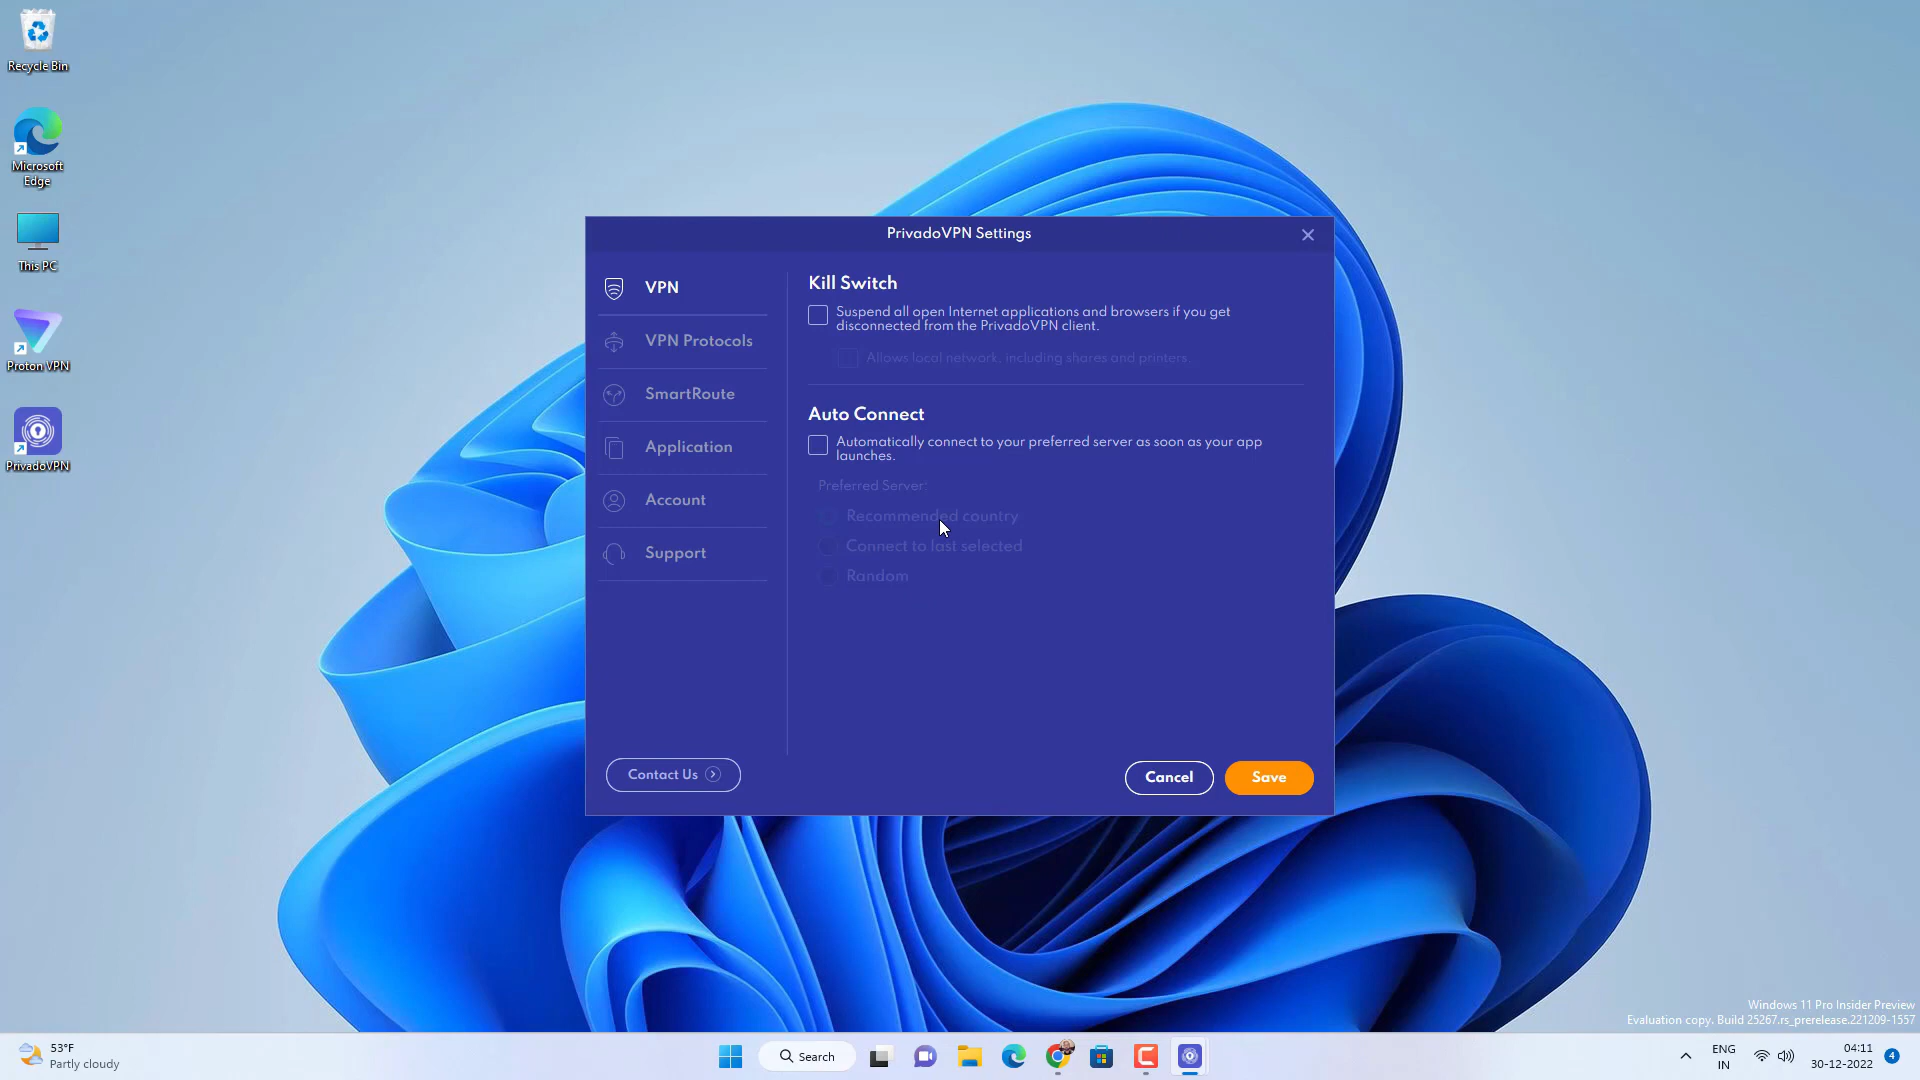 Recycle Bin
Microsoft
Edge
This PC
Proton VPN
PrivadoVPN
PrivadoVPN Settings
VPN
VPN Protocols
SmartRoute
Application
Account
Support
Contact Us
Kill Switch
Suspend all open Internet applications and browsers if you get
disconnected from the PrivadoVPN client.
Allows local network, including shares and printers.
Auto Connect
Automatically connect to your preferred server as soon as your app
launches.
Preferred Server:
Recommended country
Connect to last selected
Random
Cancel
Save
Windows 11 Pro Insider Preview
Evaluation copy. Build 25267.rs_prerelease.221209-1557
53°F
Partly cloudy
Search
ENG
IN
04:11
30-12-2022
4